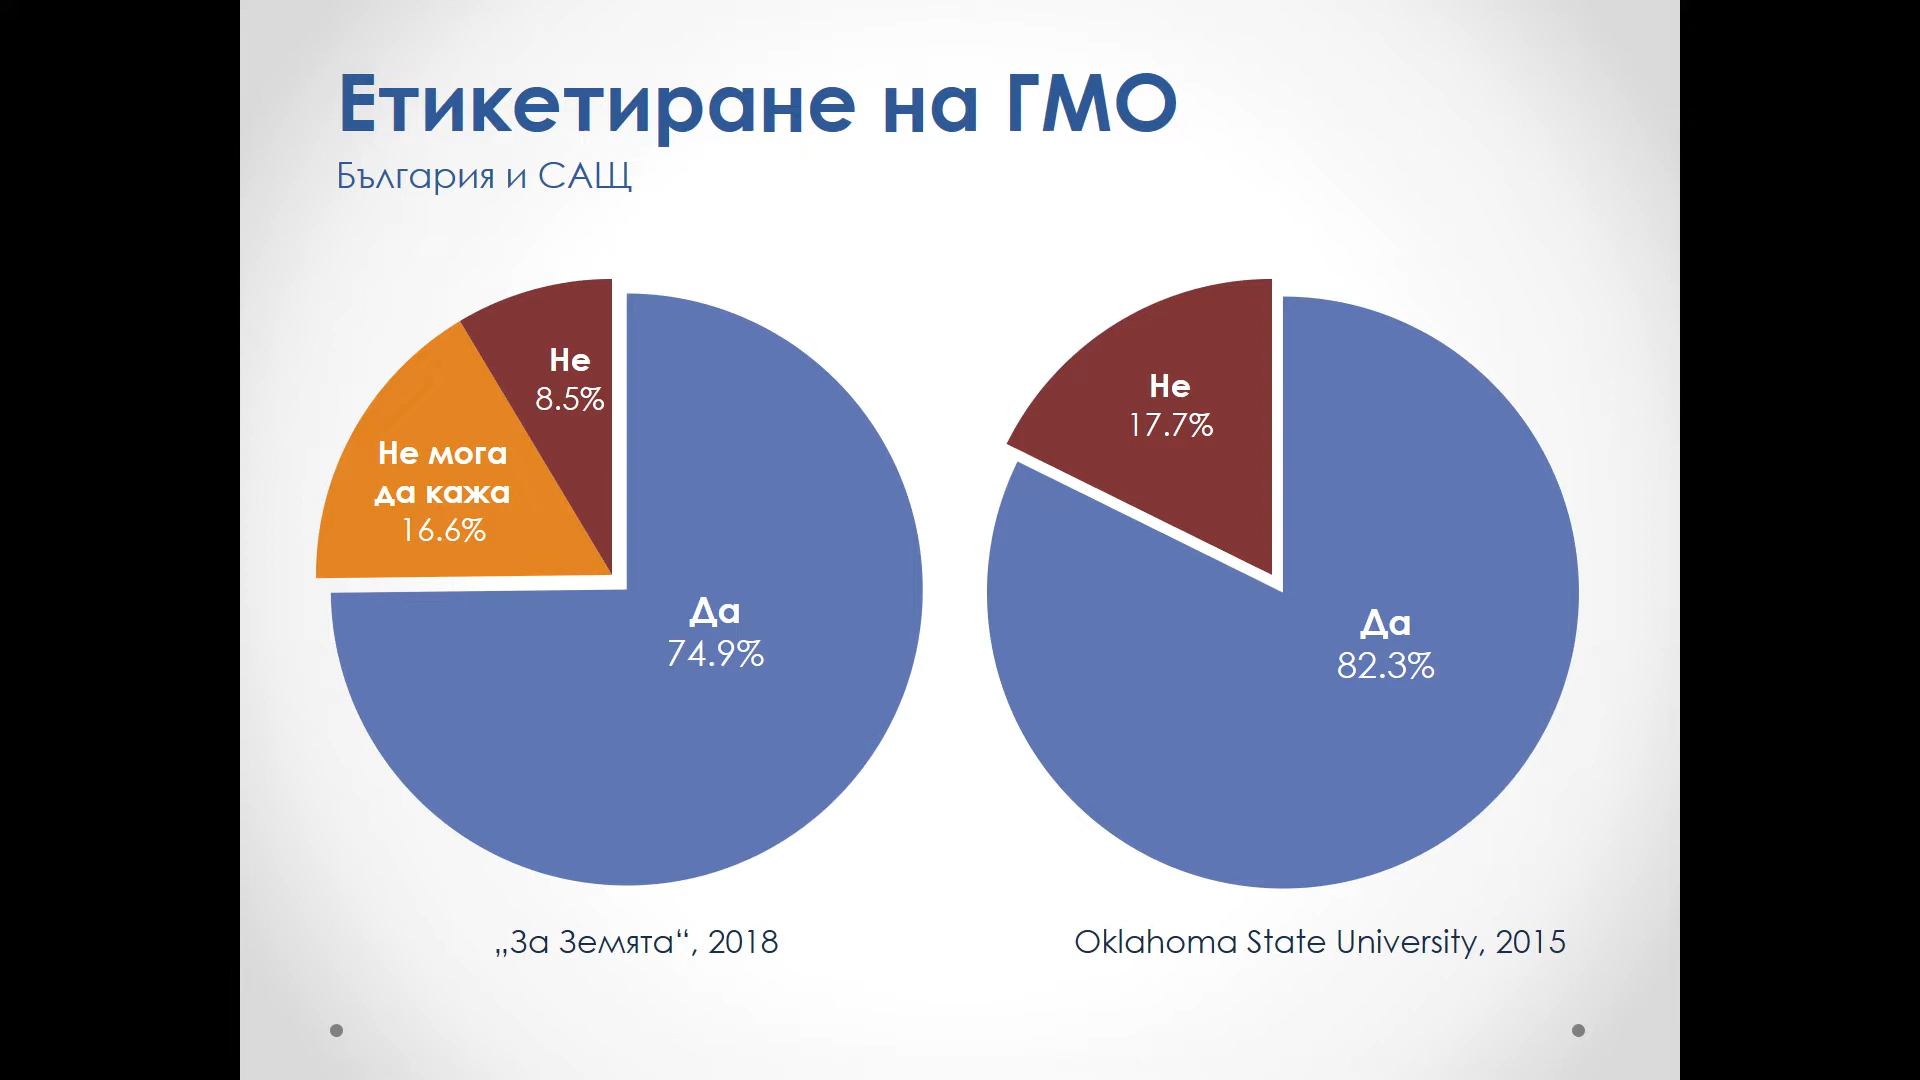 Етикетиране на ГМО
България и САЩ
Не
8.5%
Не мога
да кажа
16.6%
Да
74.9%
Не
17.7%
Да
82.3%
„За Земята“, 2018
Oklahoma State University, 2015